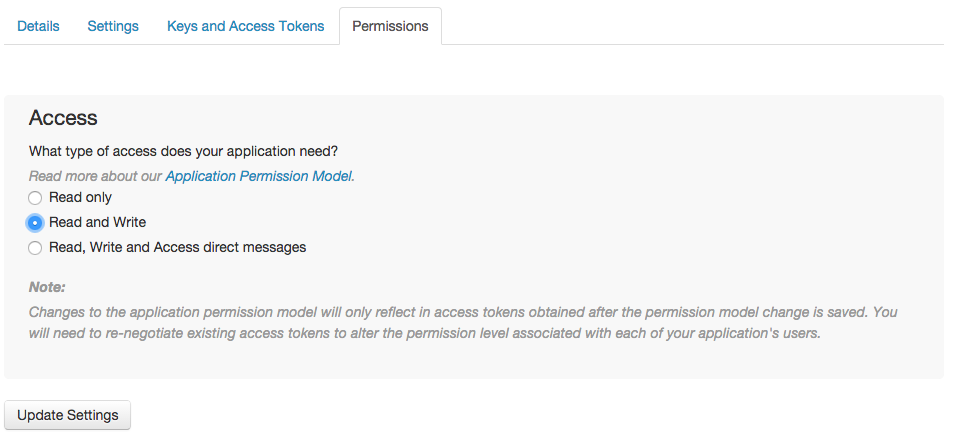 Details Settings Keys and Access Tokens Permissions
Access
What type of access does your application need?
Read more about our Application Permission Model.
Read only
Read and Write
Read, Write and Access direct messages
Note:
Changes to the application permission model will only reflect in access tokens obtained after the permission model change is saved. You
will need to re-negotiate existing access tokens to alter the permission level associated with each of your application's users.
Update Settings